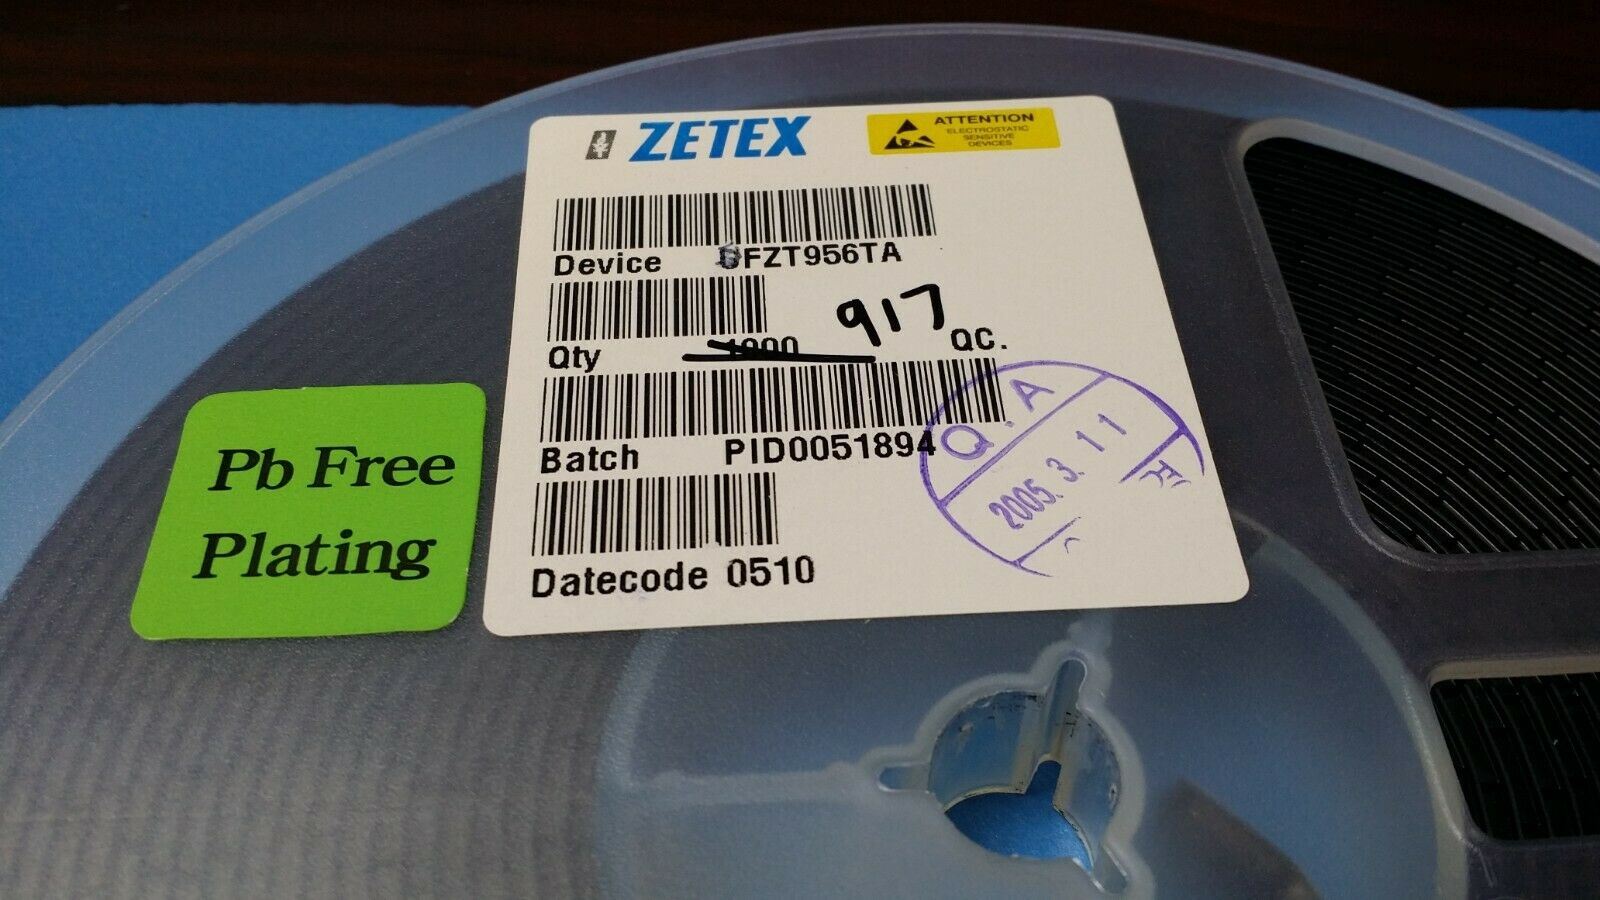 ZETEX
ATTENTION
ELECTROSTATIC
SENSITIVE
DEVICES
Device FZT956TA
917
Qty 1000 QC.
Batch PID0051894
Datecode 0510
Q.A
2005.3.11
Pb Free
Plating